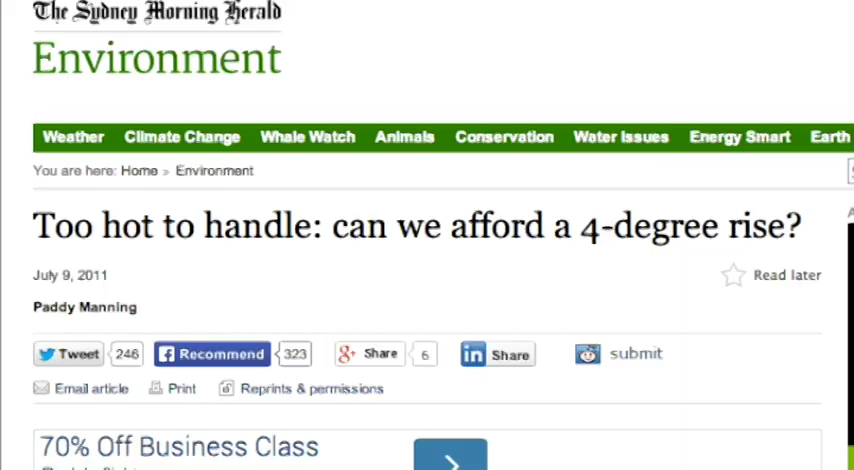 The Sydney Morning Herald
Environment
Weather Climate Change Whale Watch Animals Conservation Water Issues Energy Smart Earth
You are here: Home » Environment
Too hot to handle: can we afford a 4-degree rise?
July 9, 2011 Read later
Paddy Manning
Tweet 246 Recommend 323 Share 6 Share submit
Email article Print Reprints & permissions
70% Off Business Class